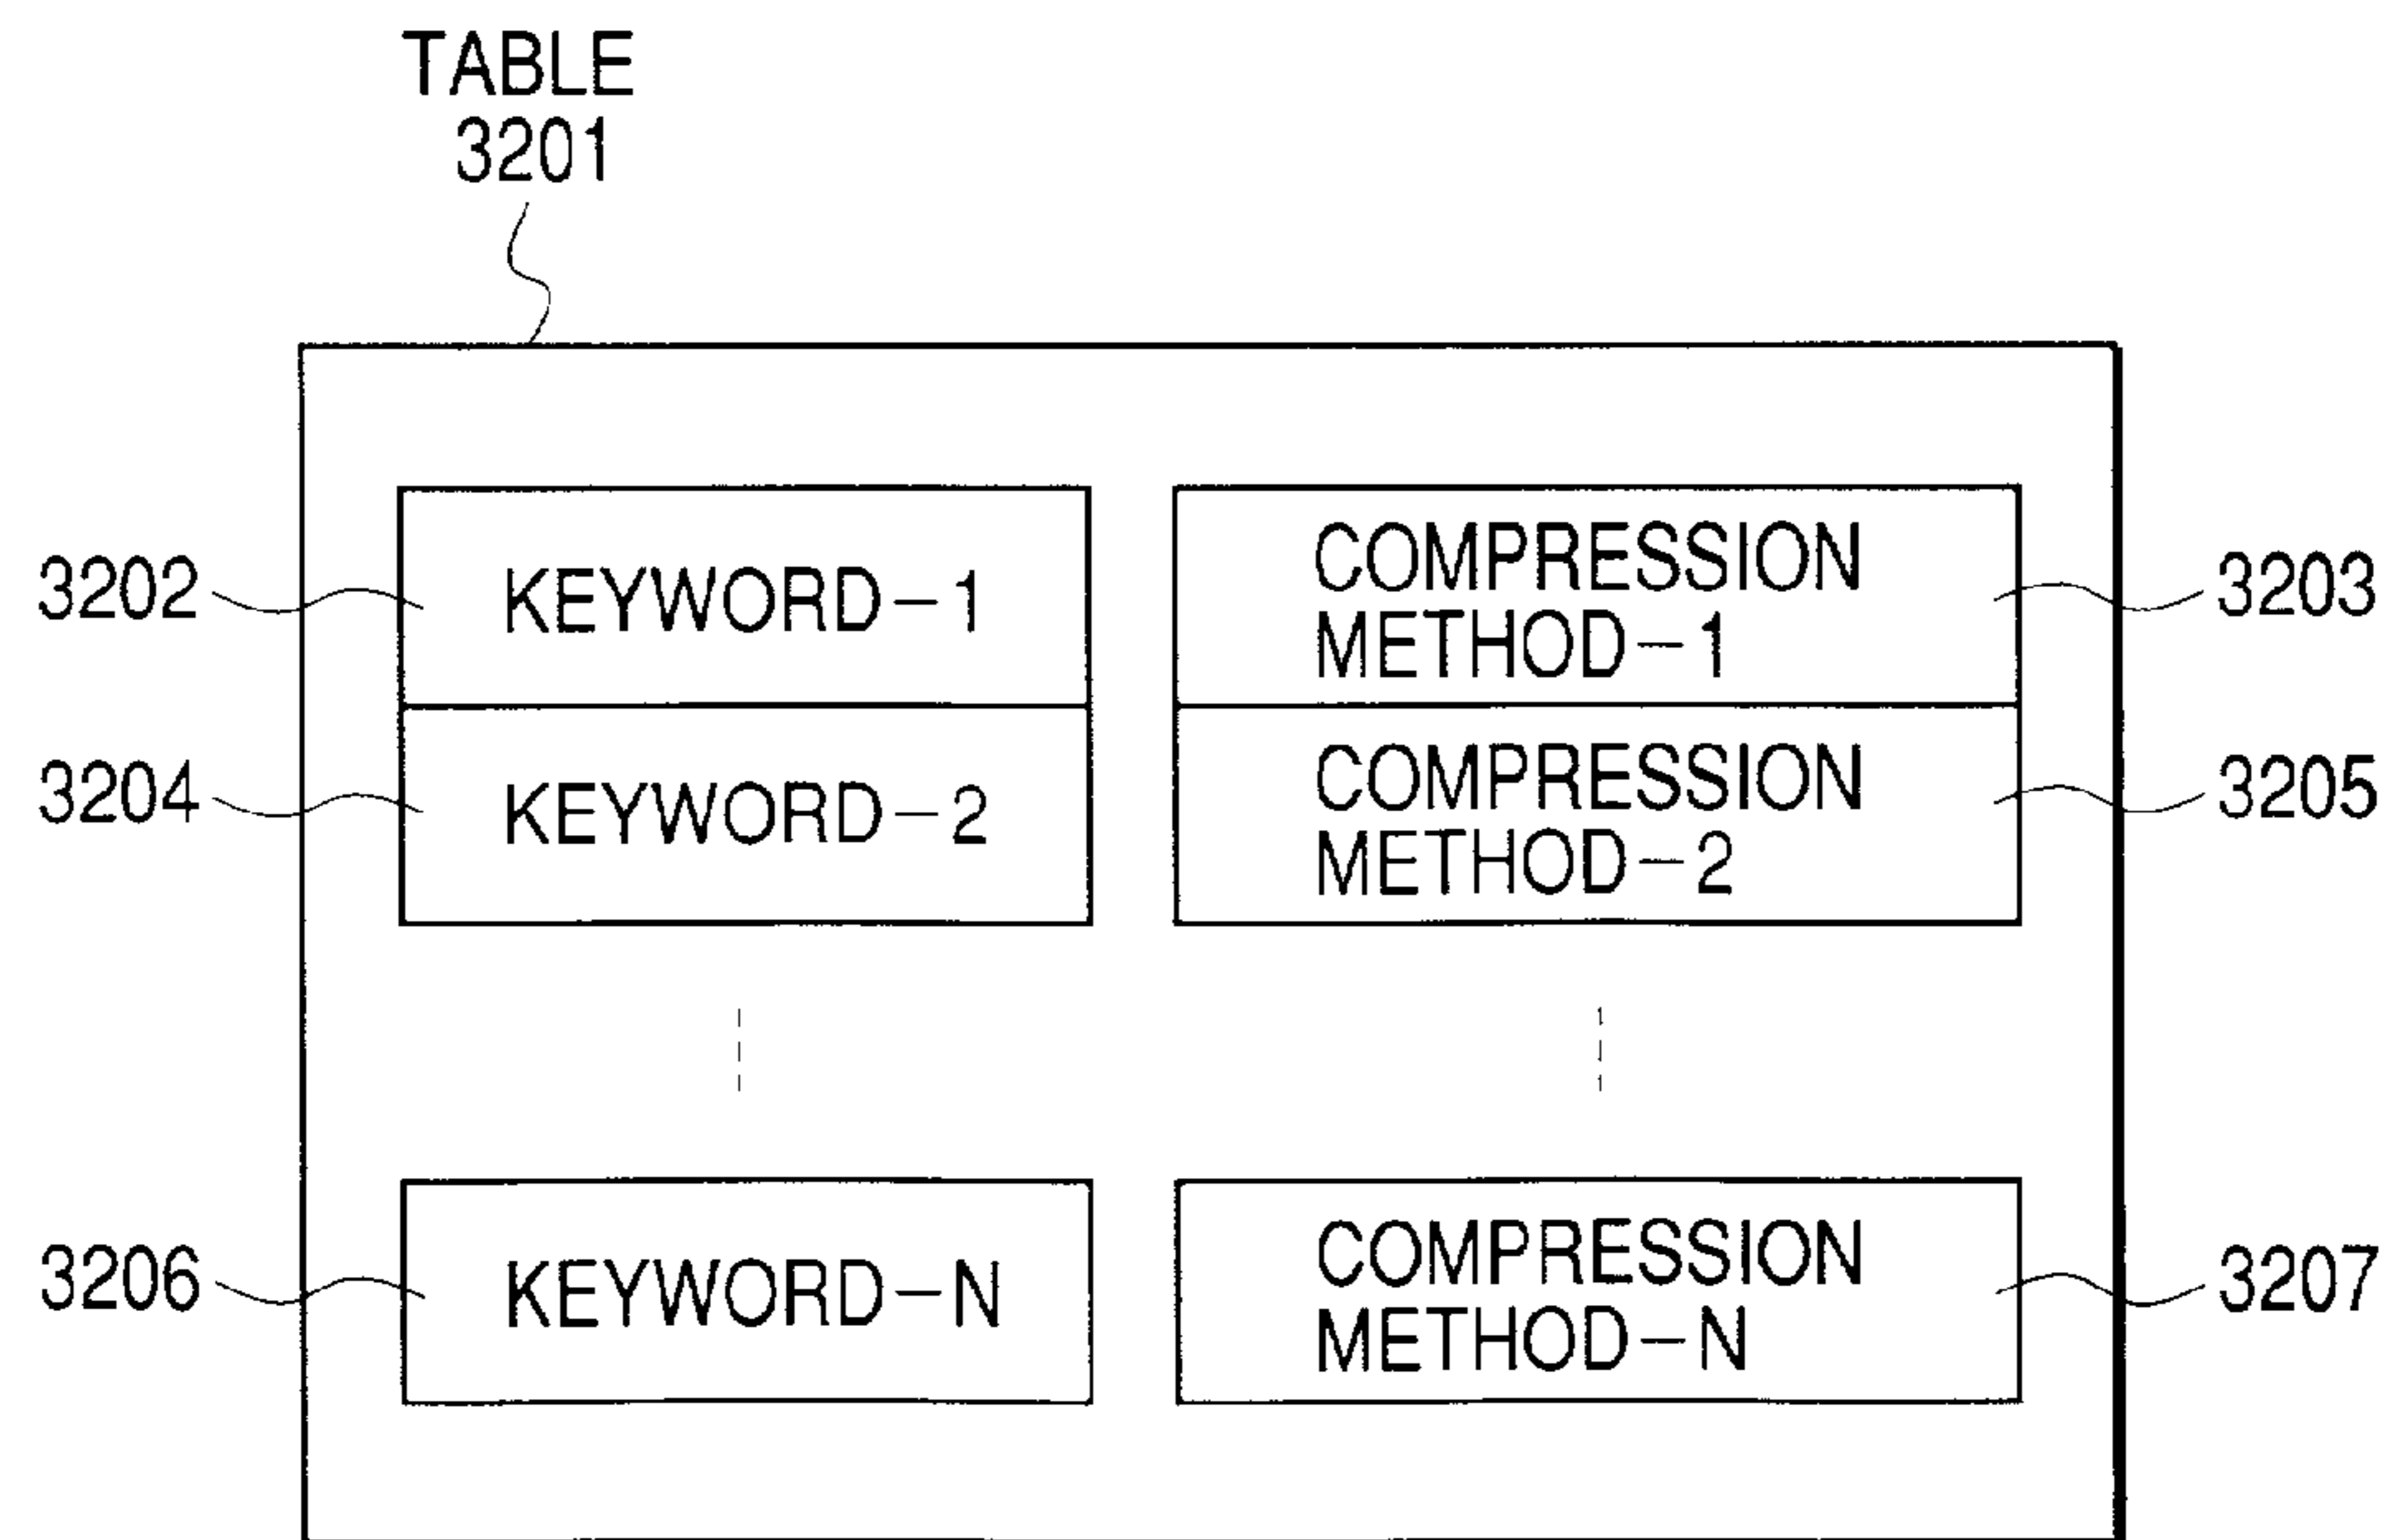 TABLE
3201
3202
KEYWORD-1
COMPRESSION
METHOD-1
3203
3204
KEYWORD-2
COMPRESSION
METHOD-2
3205
3206
KEYWORD-N
COMPRESSION
METHOD-N
3207